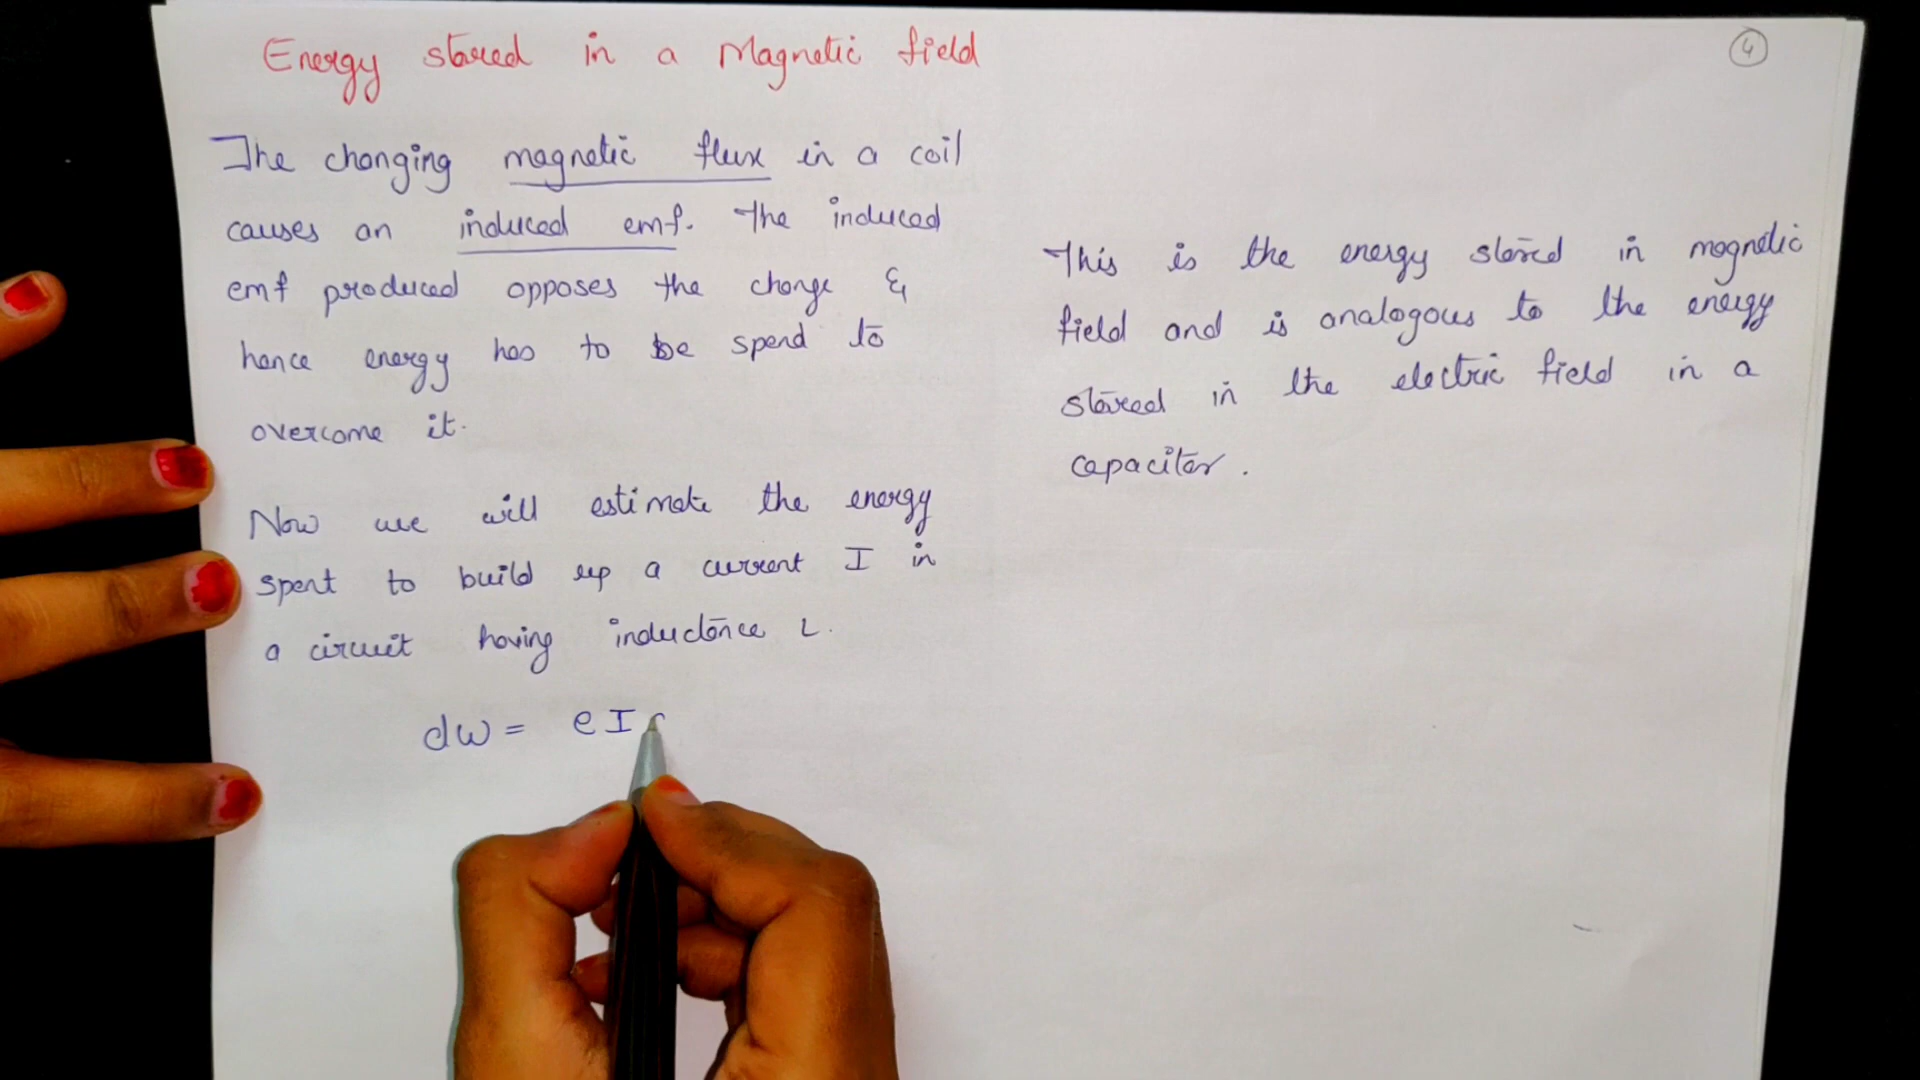 Energy stored in a Magnetic field
4
The changing magnetic flux in a coil
causes an induced emf. The induced
emf produced opposes the change &
hence energy has to be spend to
overcome it.
Now we will estimate the energy
spent to build up a current I in
a circuit having inductance L.
dw = eI
This is the energy stored in magnetic
field and is analogous to the energy
stored in the electric field in a
capacitor.